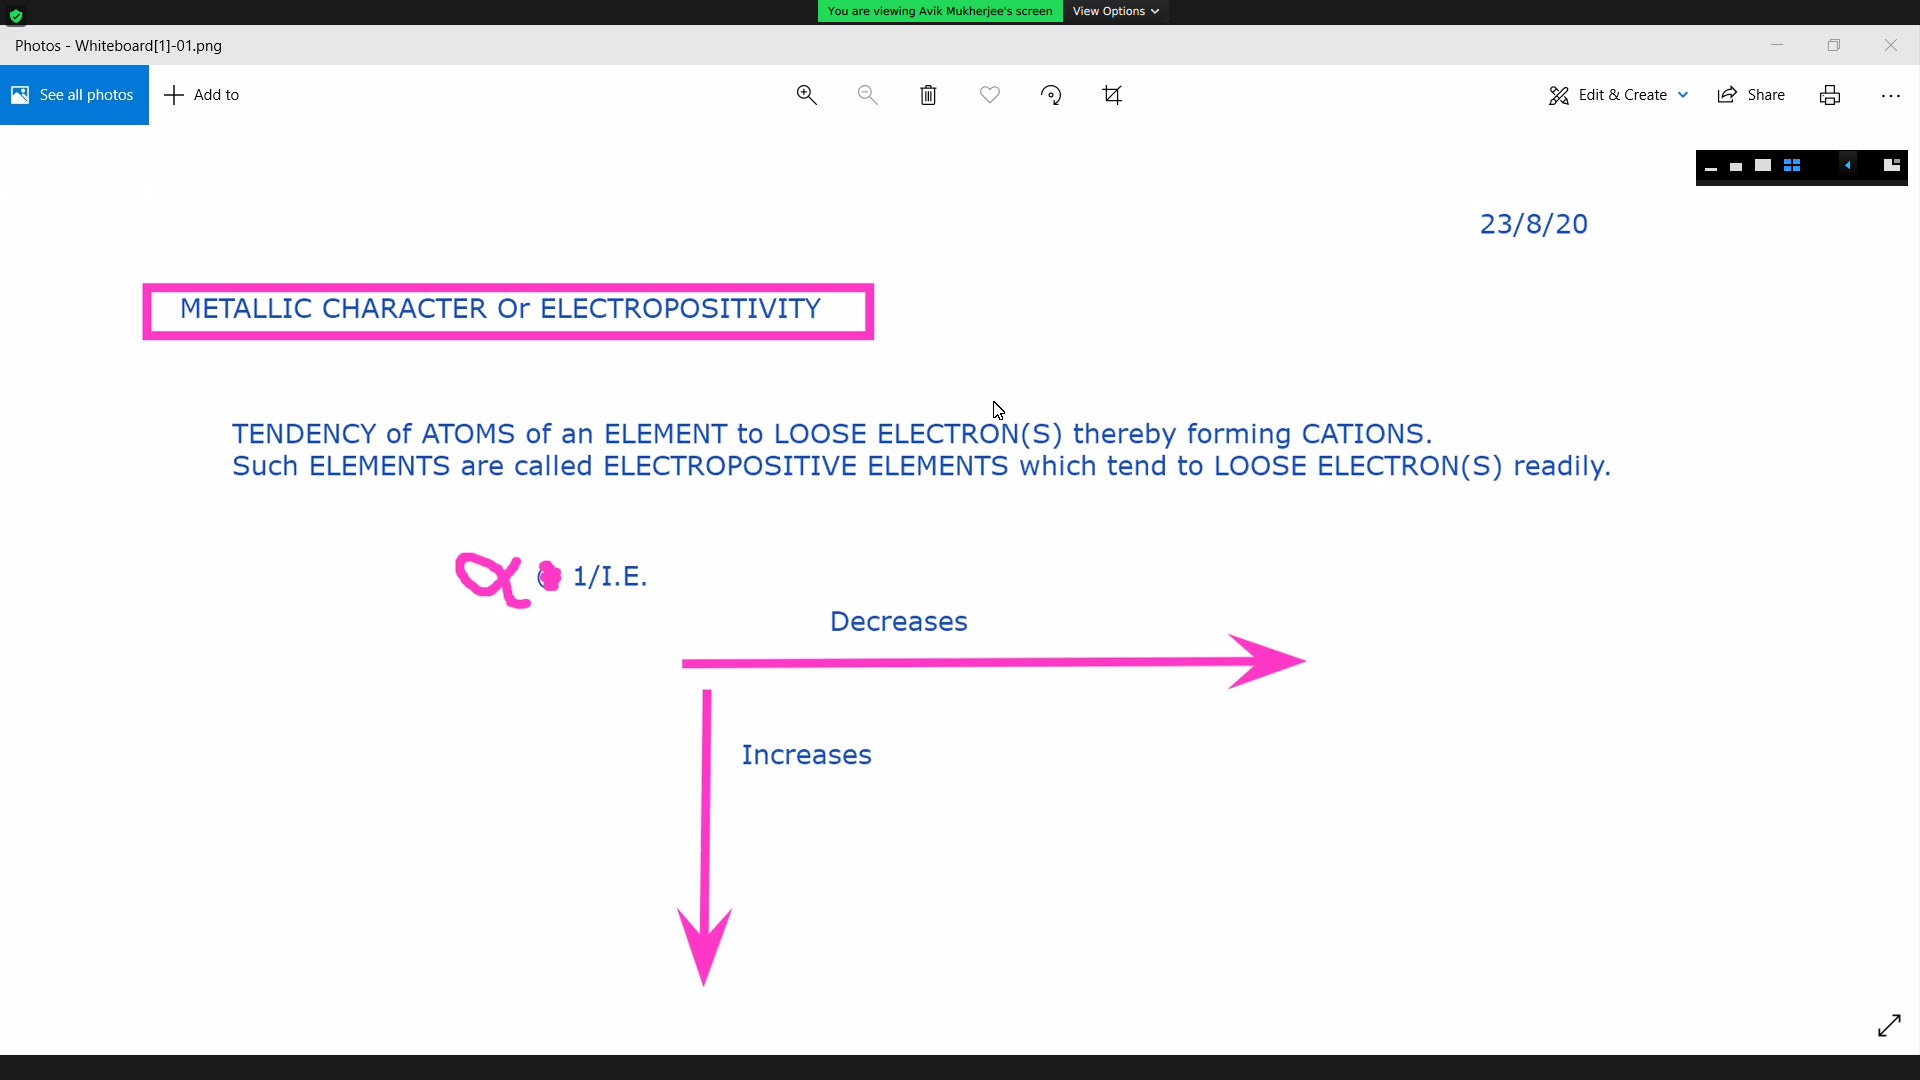 You are viewing Avik Mukherjee's screen View Options
Photos - Whiteboard[1]-01.png
See all photos Add to Edit & Create Share
23/8/20
METALLIC CHARACTER Or ELECTROPOSITIVITY
TENDENCY of ATOMS of an ELEMENT to LOOSE ELECTRON(S) thereby forming CATIONS.
Such ELEMENTS are called ELECTROPOSITIVE ELEMENTS which tend to LOOSE ELECTRON(S) readily.
α 1/I.E.
Decreases
Increases